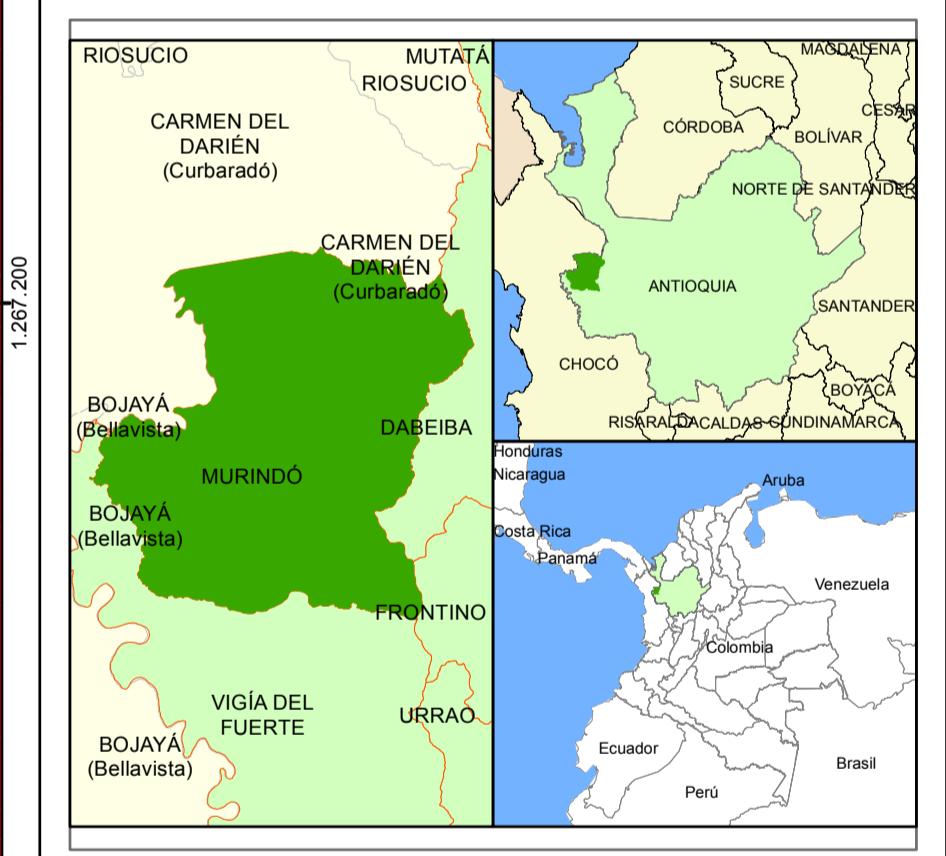 1.267.200
RIOSUCIO
MUTATÁ
RIOSUCIO
CARMEN DEL
DARIÉN
(Curbaradó)
CARMEN DEL
DARIÉN
(Curbaradó)
BOJAYÁ
(Bellavista)
DABEIBA
MURINDÓ
BOJAYÁ
(Bellavista)
FRONTINO
VIGÍA DEL
FUERTE
URRAO
BOJAYÁ
(Bellavista)
MAGDALENA
SUCRE
CESAR
CÓRDOBA
BOLÍVAR
NORTE DE SANTANDER
ANTIOQUIA
SANTANDER
CHOCÓ
BOYACÁ
RISARALDA
CALDAS
CUNDINAMARCA
Honduras
Nicaragua
Aruba
Costa Rica
Panamá
Venezuela
Colombia
Ecuador
Brasil
Perú